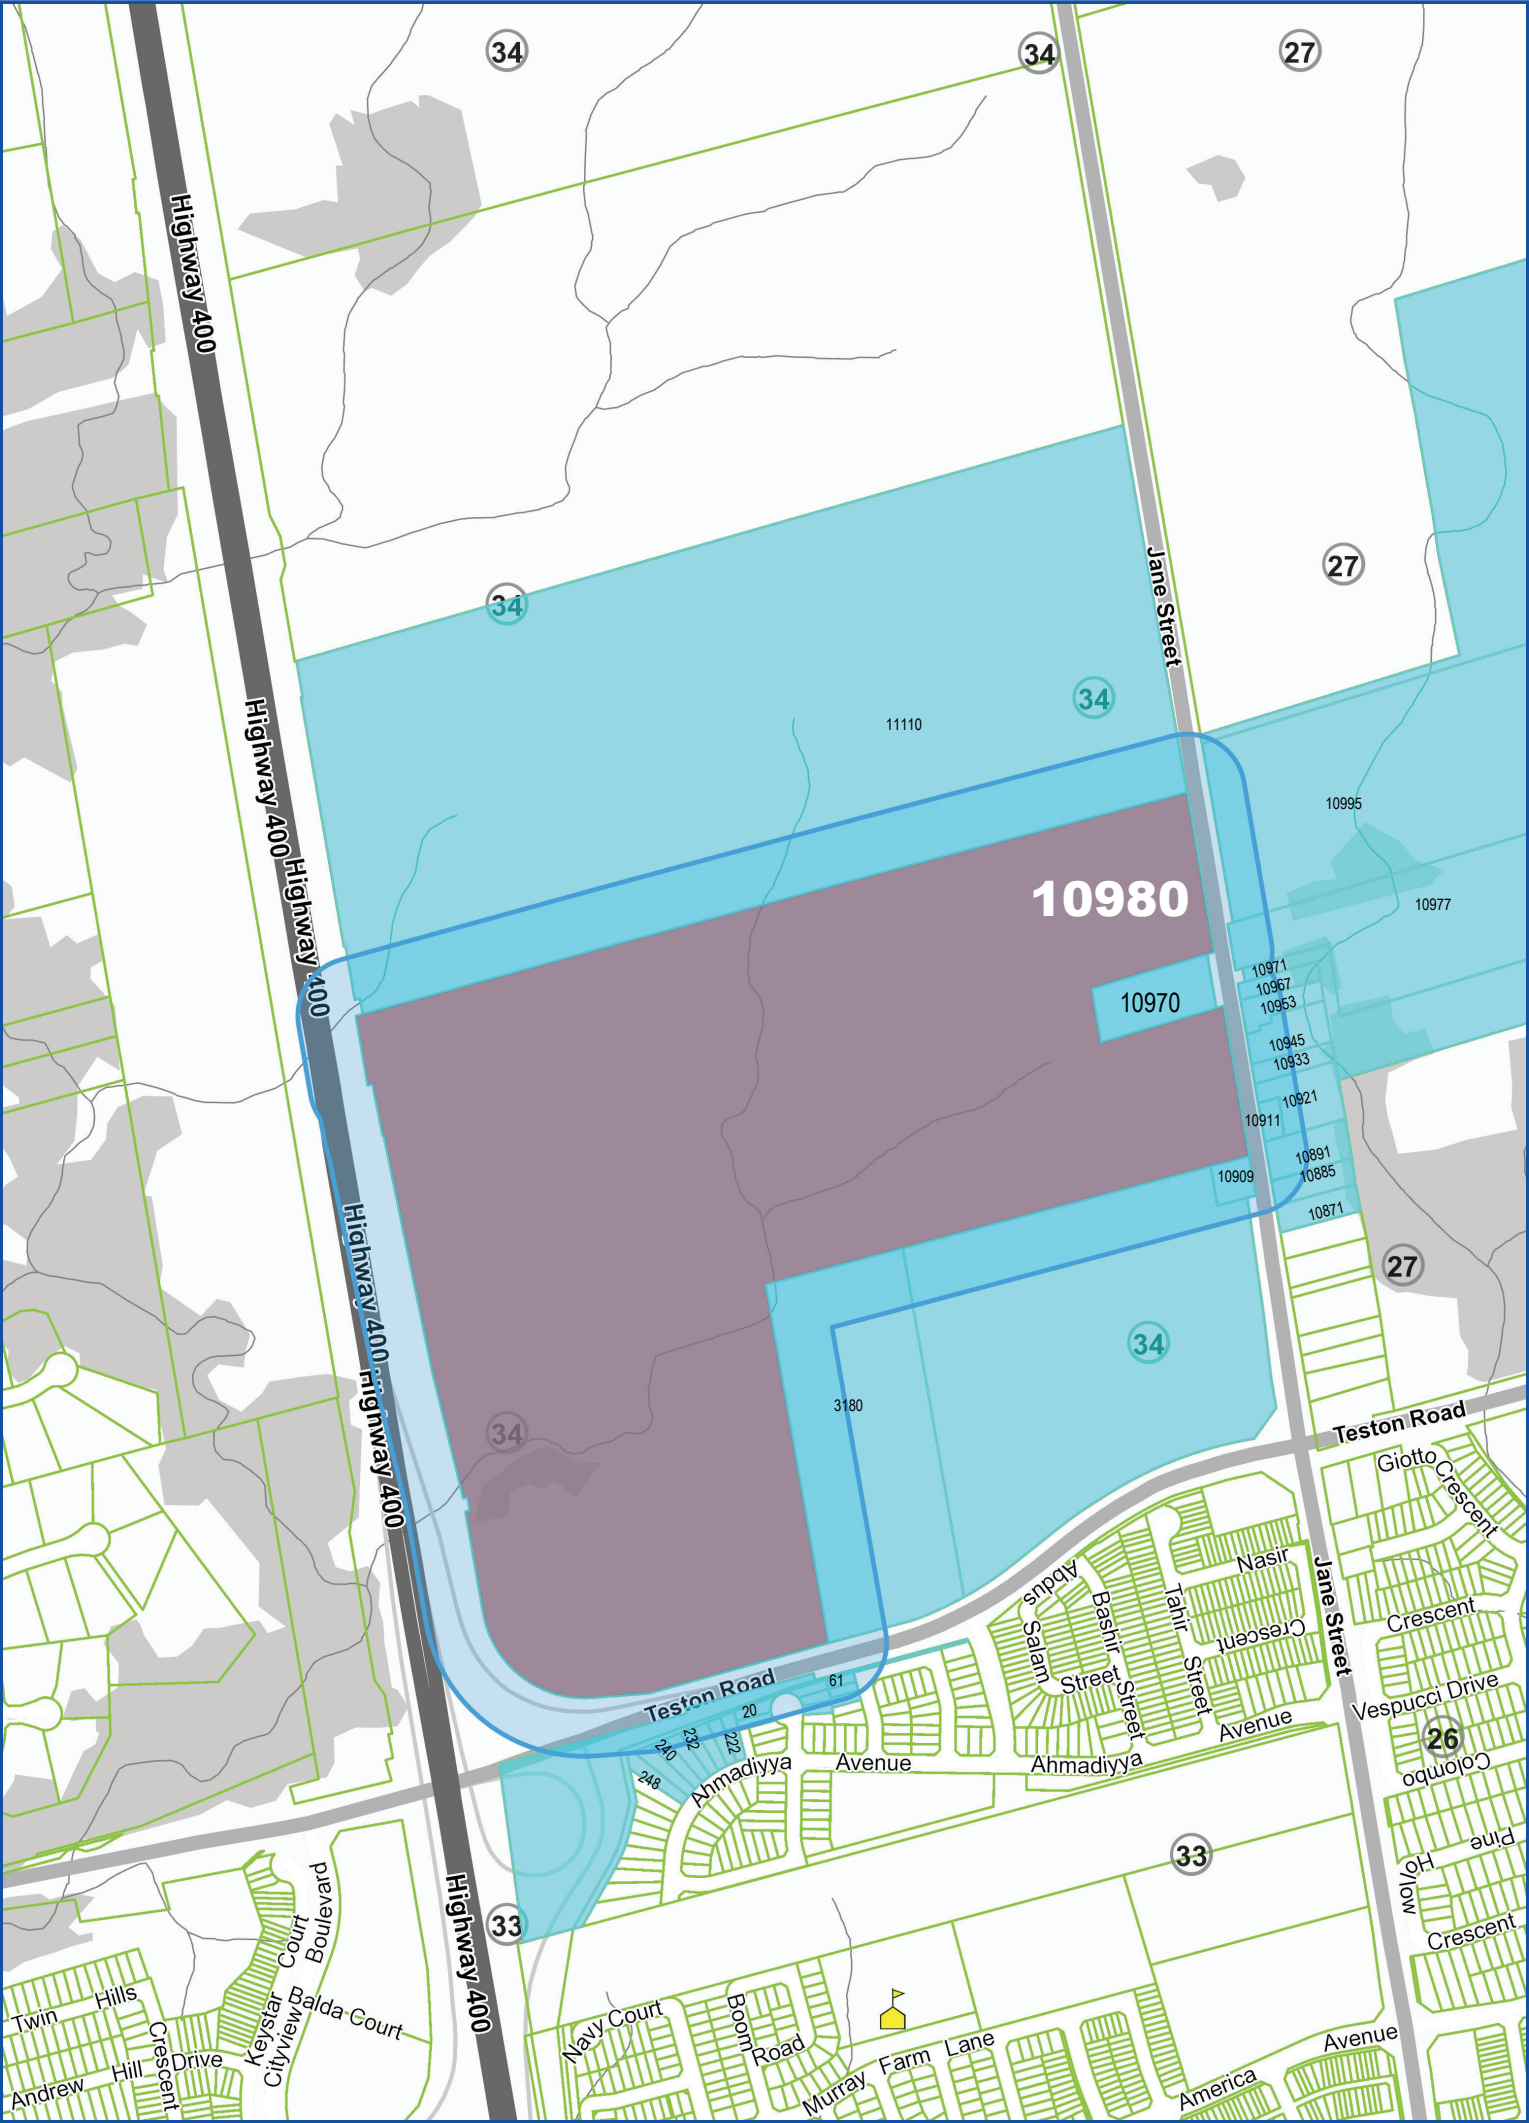 34
34
27
Highway 400
Jane Street
27
34
34
11110
Highway 400
10995
10980
10977
Highway 400
10971
10967
10970
10953
10945
10933
10921
10911
10891
10885
10909
10871
27
Highway 400
34
3180
Highway 400
Teston Road
34
Giotto
Crescent
Nasir
Abdus
Salam
Street
Bashir
Street
Tahir
Street
Crescent
Jane Street
Crescent
Teston Road
61
20
232
222
240
248
Vespucci Drive
Avenue
26
Ahmadiyya
Avenue
Ahmadiyya
Colombo
33
Pine
Hollow
Crescent
Highway 400
33
Boulevard
Court
Keystar
Cityview
Balda Court
Twin
Hills
Crescent
Hill
Drive
Andrew
Navy Court
Boom
Road
Murray
Farm
Lane
Avenue
America